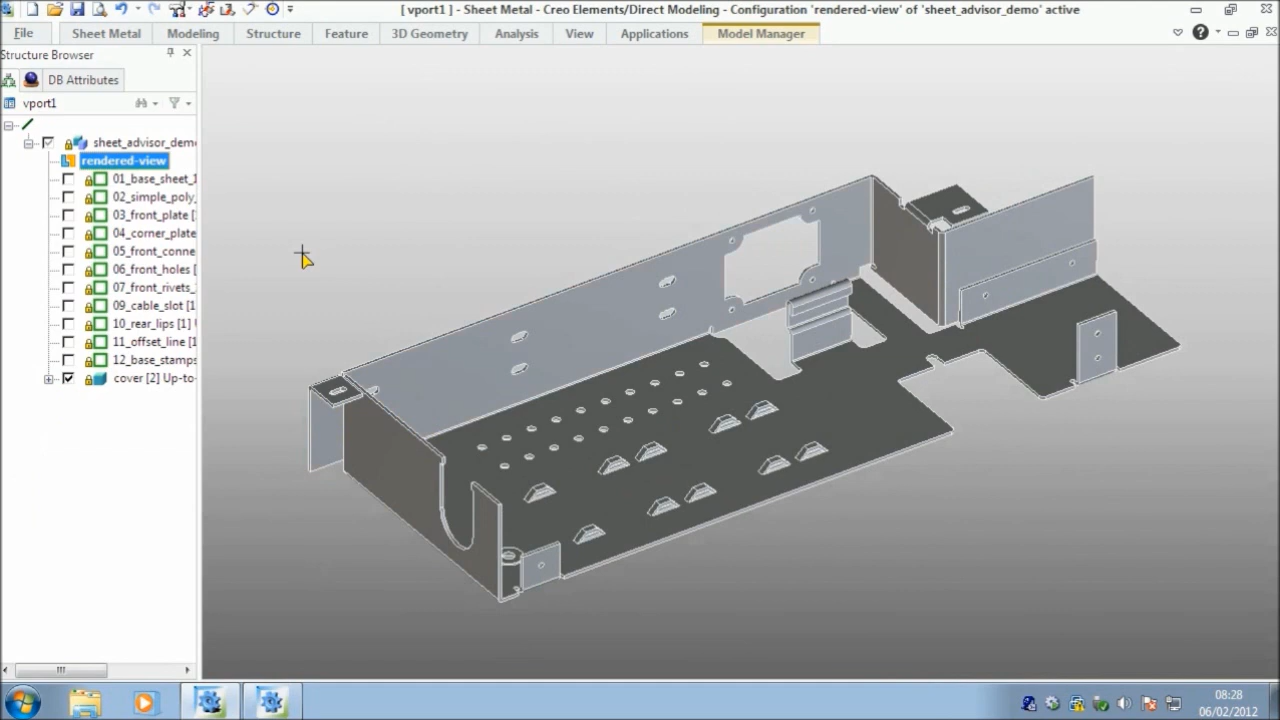 [ vport1 ] - Sheet Metal - Creo Elements/Direct Modeling - Configuration 'rendered-view' of 'sheet_advisor_demo' active
File Sheet Metal Modeling Structure Feature 3D Geometry Analysis View Applications Model Manager
Structure Browser
DB Attributes
vport1
sheet_advisor_demo
rendered-view
01_base_sheet_1
02_simple_poly_
03_front_plate [
04_corner_plate
05_front_conne
06_front_holes [
07_front_rivets_
09_cable_slot [1
10_rear_lips [1] U
11_offset_line [1
12_base_stamps
cover [2] Up-to-
08:28
06/02/2012